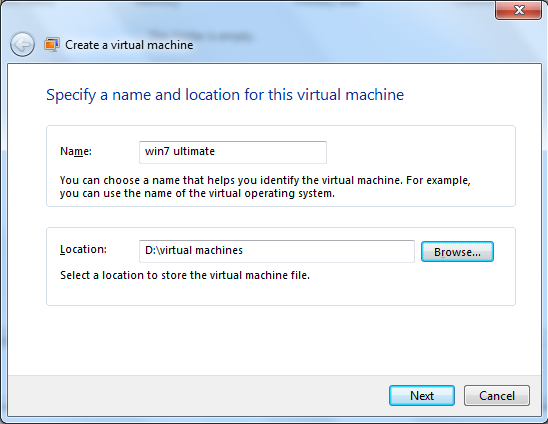 Create a virtual machine
Specify a name and location for this virtual machine
Name:
win7 ultimate
You can choose a name that helps you identify the virtual machine. For example,
you can use the name of the virtual operating system.
Location:
D:\virtual machines
Browse...
Select a location to store the virtual machine file.
Next
Cancel